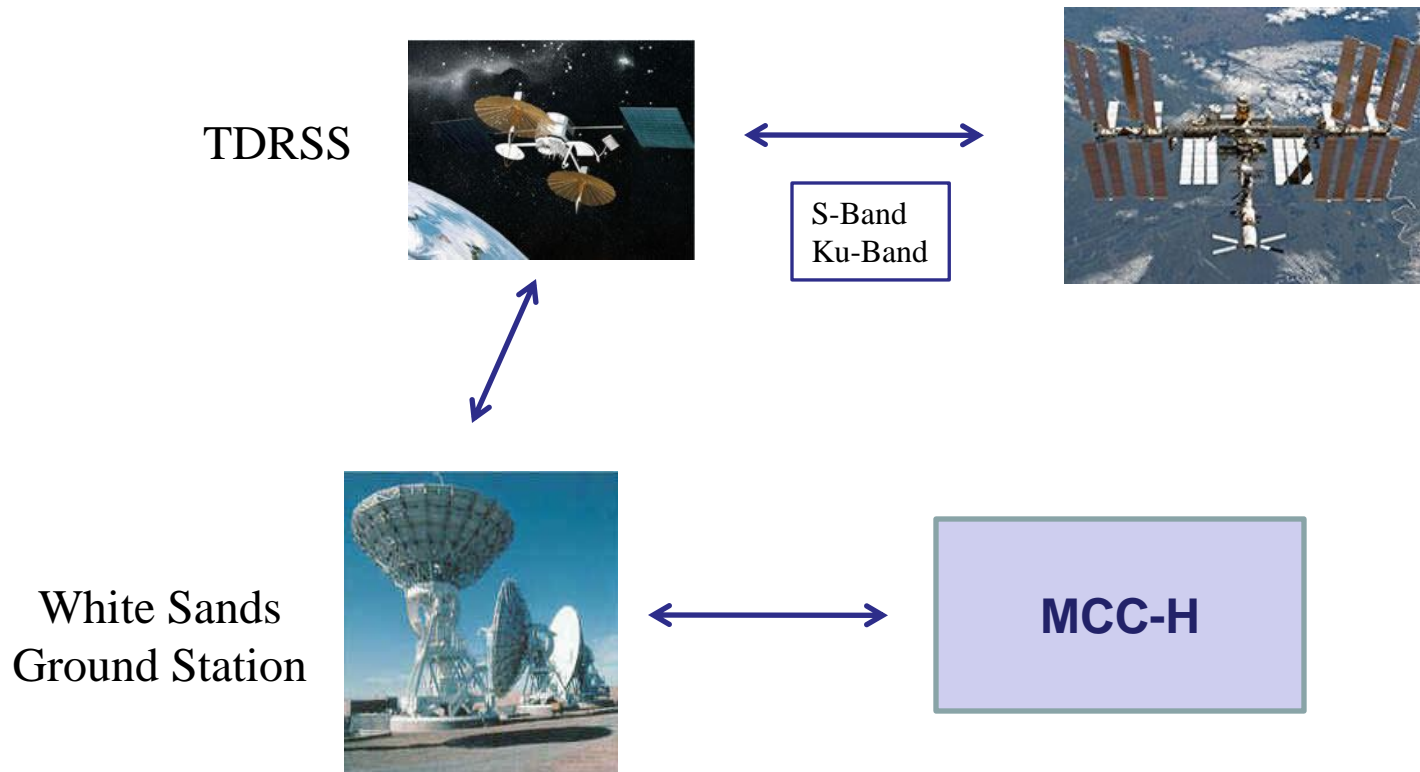 TDRSS
S-Band
Ku-Band
White Sands
Ground Station
MCC-H